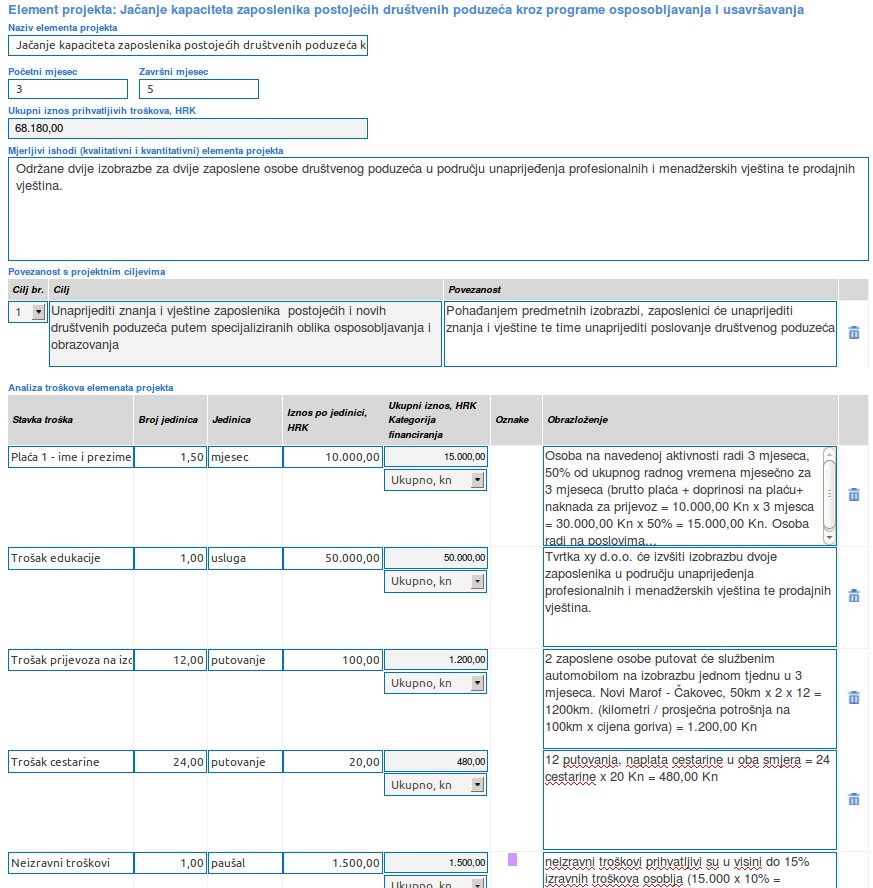 Element projekta: Jačanje kapaciteta zaposlenika postojećih društvenih poduzeća kroz programe osposobljavanja i usavršavanja
Naziv elementa projekta
Jačanje kapaciteta zaposlenika postojećih društvenih poduzeća k
Početni mjesec Završni mjesec
3 5
Ukupni iznos prihvatljivih troškova, HRK
68.180,00
Mjerljivi ishodi (kvalitativni i kvantitativni) elementa projekta
Održane dvije izobrazbe za dvije zaposlene osobe društvenog poduzeća u području unaprijeđenja profesionalnih i menadžerskih vještina te prodajnih
vještina.
Povezanost s projektnim ciljevima
Cilj br. Cilj Povezanost
1
Unaprijediti znanja i vještine zaposlenika postojećih i novih
društvenih poduzeća putem specijaliziranih oblika osposobljavanja i
obrazovanja
Pohađanjem predmetnih izobrazbi, zaposlenici će unaprijediti
znanja i vještine te time unaprijediti poslovanje društvenog poduzeća
Analiza troškova elemenata projekta
Stavka troška Broj jedinica Jedinica Iznos po jedinici, HRK Ukupni iznos, HRK Kategorija financiranja Oznake Obrazloženje
Plaća 1 - ime i prezime 1,50 mjesec 10.000,00 15.000,00
Ukupno, kn
Osoba na navedenoj aktivnosti radi 3 mjeseca,
50% od ukupnog radnog vremena mjesečno za
3 mjeseca (brutto plaća + doprinosi na plaću+
naknada za prijevoz = 10.000,00 Kn x 3 mjesca
= 30.000,00 Kn x 50% = 15.000,00 Kn. Osoba
radi na poslovima...
Trošak edukacije 1,00 usluga 50.000,00 50.000,00
Ukupno, kn
Tvrtka xy d.o.o. će izvšiti izobrazbu dvoje
zaposlenika u području unaprijeđenja
profesionalnih i menadžerskih vještina te prodajnih
vještina.
Trošak prijevoza na izo 12,00 putovanje 100,00 1.200,00
Ukupno, kn
2 zaposlene osobe putovat će službenim
automobilom na izobrazbu jednom tjednu u 3
mjeseca. Novi Marof - Čakovec, 50km x 2 x 12 =
1200km. (kilometri / prosječna potrošnja na
100km x cijena goriva) = 1.200,00 Kn
Trošak cestarine 24,00 putovanje 20,00 480,00
Ukupno, kn
12 putovanja, naplata cestarine u oba smjera = 24
cestarine x 20 Kn = 480,00 Kn
Neizravni troškovi 1,00 paušal 1.500,00 1.500,00
Ukupno, kn
neizravni troškovi prihvatljivi su u visini do 15%
izravnih troškova osoblja (15.000 x 10% =